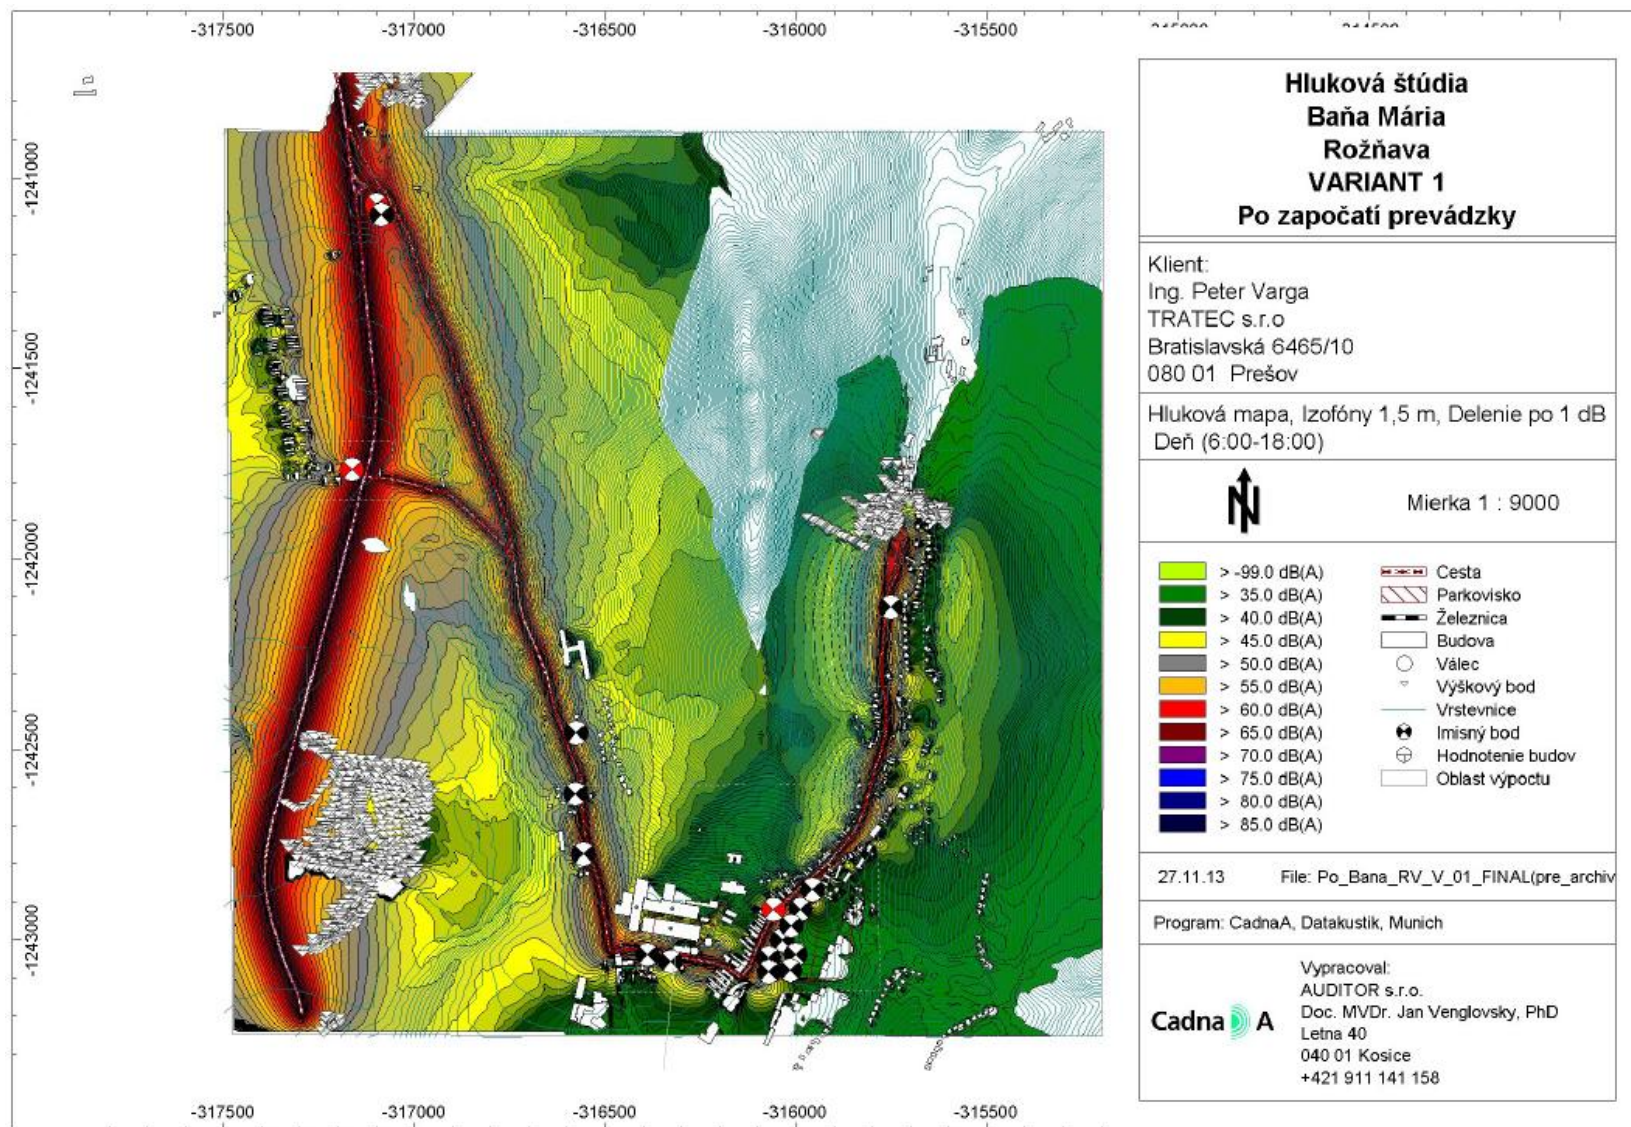 -317500 -317000 -316500 -316000 -315500
-1241000
-1241500
-1242000
-1242500
-1243000
-317500 -317000 -316500 -316000 -315500
Hluková štúdia
Baňa Mária
Rožňava
VARIANT 1
Po započatí prevádzky
Klient:
Ing. Peter Varga
TRATEC s.r.o
Bratislavská 6465/10
080 01 Prešov
Hluková mapa, Izofóny 1,5 m, Delenie po 1 dB
Deň (6:00-18:00)
N
Mierka 1 : 9000
> -99.0 dB(A)
> 35.0 dB(A)
> 40.0 dB(A)
> 45.0 dB(A)
> 50.0 dB(A)
> 55.0 dB(A)
> 60.0 dB(A)
> 65.0 dB(A)
> 70.0 dB(A)
> 75.0 dB(A)
> 80.0 dB(A)
> 85.0 dB(A)
Cesta
Parkovisko
Železnica
Budova
Válec
Výškový bod
Vrstevnice
Imisný bod
Hodnotenie budov
Oblast výpoctu
27.11.13 File: Po_Bana_RV_V_01_FINAL(pre_archiv
Program: CadnaA, Datakustik, Munich
Cadna A
Vypracoval:
AUDITOR s.r.o.
Doc. MVDr. Jan Venglovsky, PhD
Letna 40
040 01 Kosice
+421 911 141 158